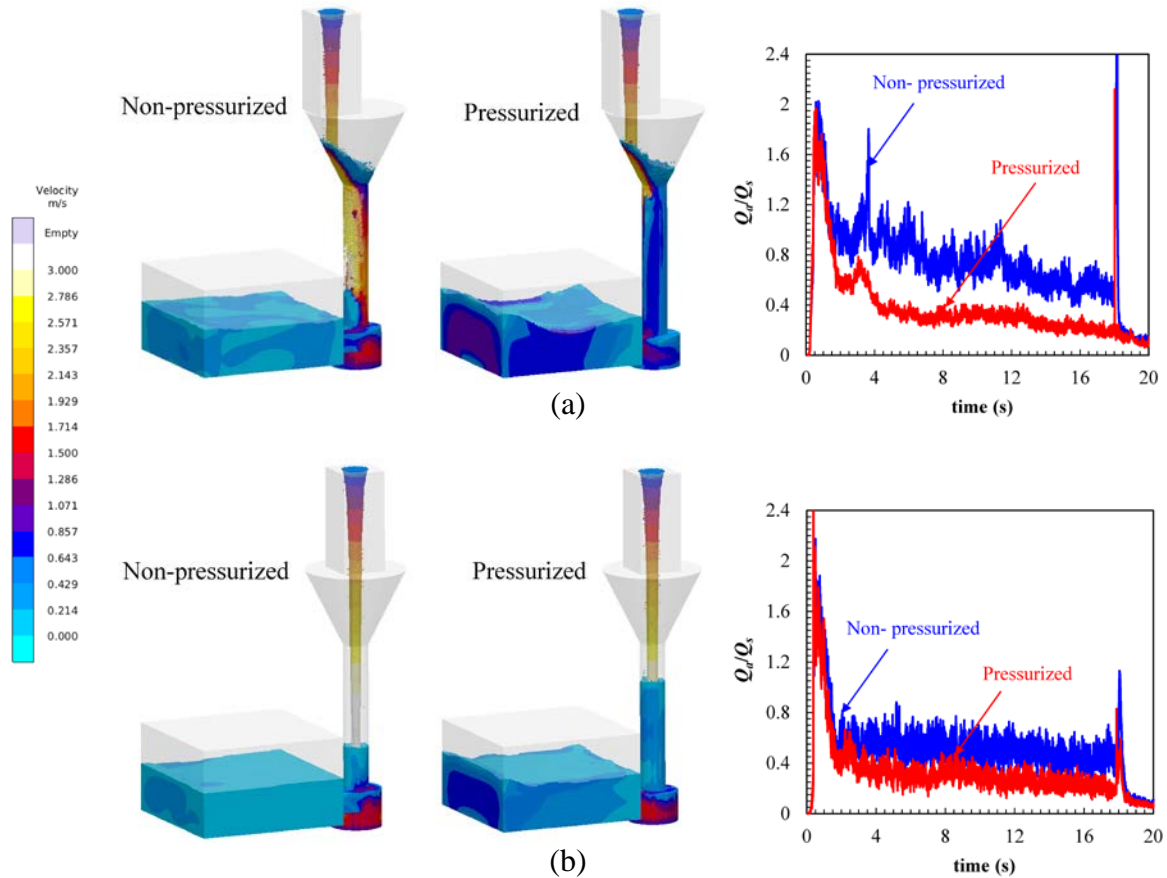 Non-pressurized
Pressurized
Velocity
m/s
Empty
3.000
2.786
2.571
2.357
2.143
1.929
1.714
1.500
1.286
1.071
0.857
0.643
0.429
0.214
0.000
2.4
2
1.6
1.2
0.8
0.4
0
Qa/Qs
Non- pressurized
Pressurized
0 4 8 12 16 20
time (s)
(a)
Non-pressurized
Pressurized
2.4
2
1.6
1.2
0.8
0.4
0
Qa/Qs
Non- pressurized
Pressurized
0 4 8 12 16 20
time (s)
(b)